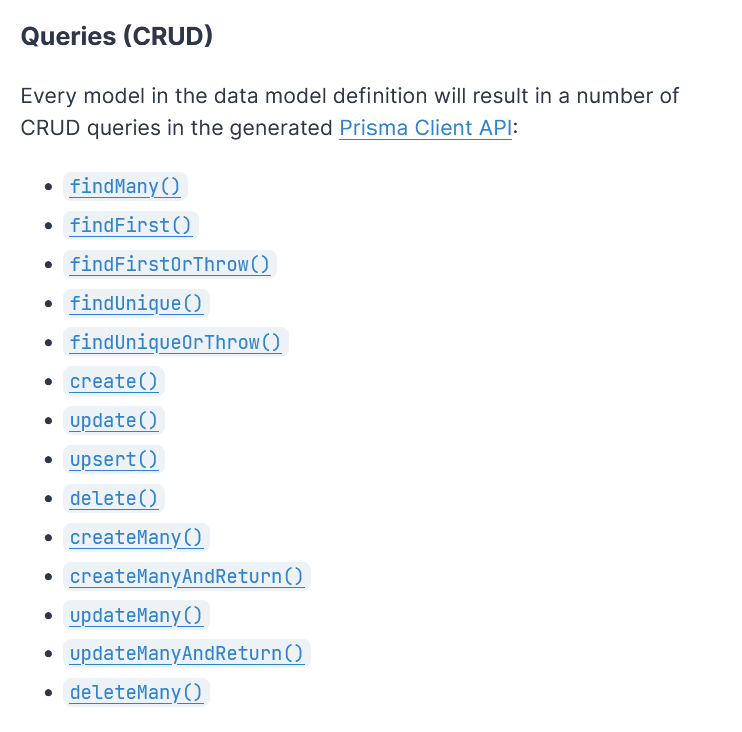 Queries (CRUD)
Every model in the data model definition will result in a number of
CRUD queries in the generated Prisma Client API:
• findMany()
• findFirst()
• findFirstOrThrow()
• findUnique()
• findUniqueOrThrow()
• create()
• update()
• upsert()
• delete()
• createMany()
• createManyAndReturn()
• updateMany()
• updateManyAndReturn()
• deleteMany()